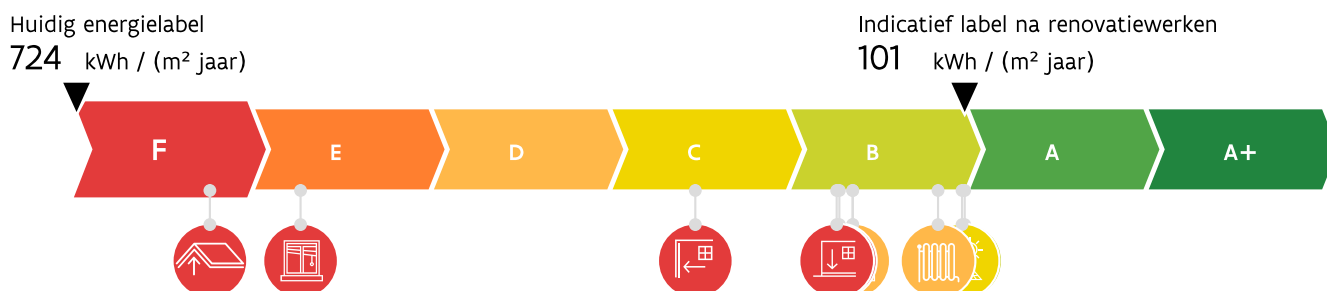 Huidig energielabel
724 kWh / (m² jaar)
Indicatief label na renovatiewerken
101 kWh / (m² jaar)
F E D C B A A+